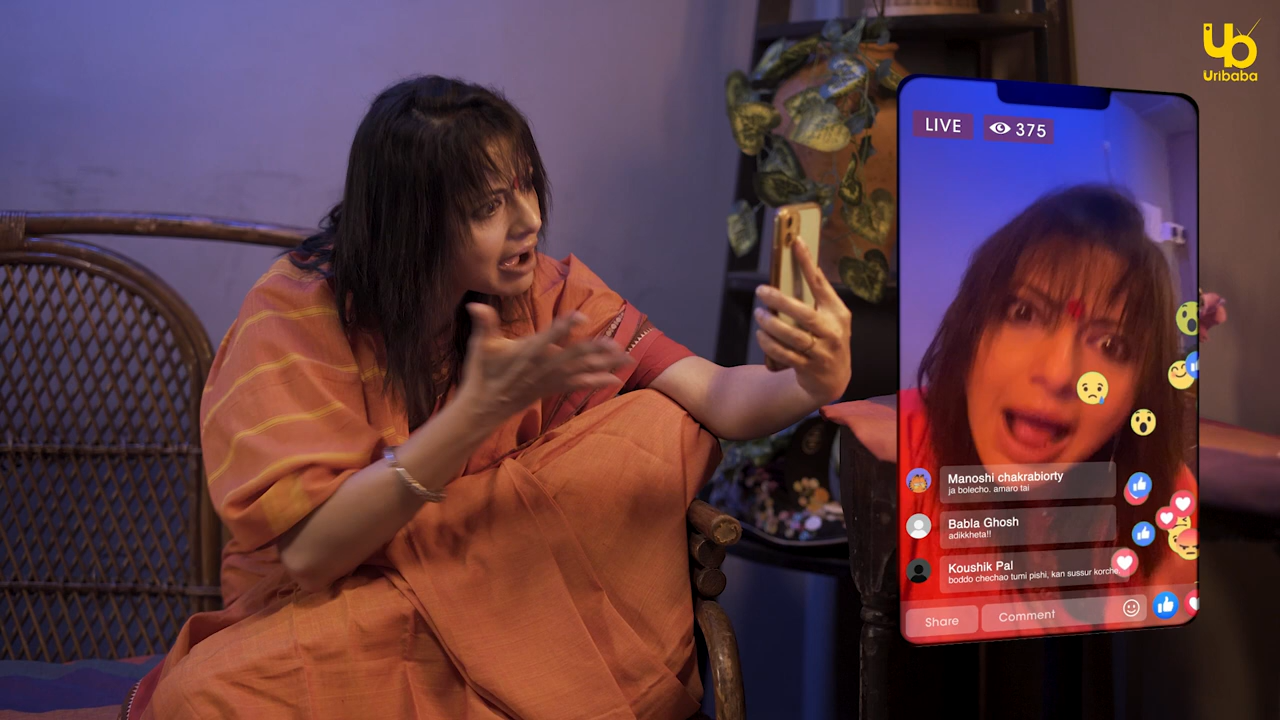 Ub
Uribaba
LIVE
375
Manoshi chakrabiorty
ja bolecho. amaro tai
Babla Ghosh
adikkheta!!
Koushik Pal
boddo chechao tumi pishi, kan sussur korche
Share
Comment